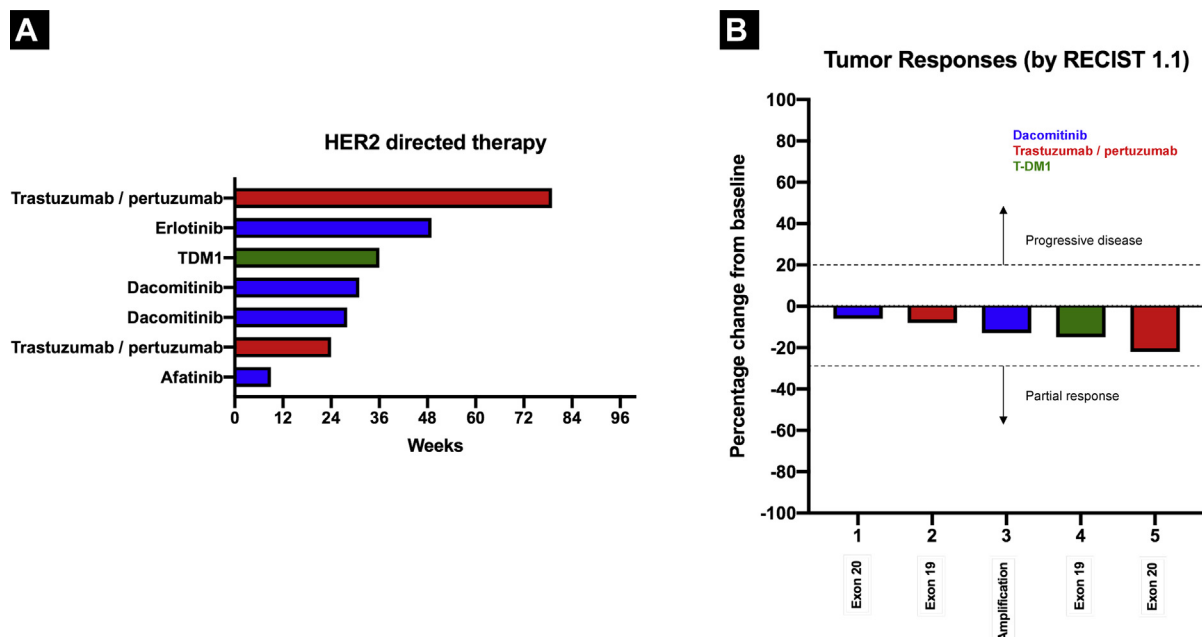 A
HER2 directed therapy
Trastuzumab / pertuzumab
Erlotinib
TDM1
Dacomitinib
Dacomitinib
Trastuzumab / pertuzumab
Afatinib
0 12 24 36 48 60 72 84 96
Weeks
B
Tumor Responses (by RECIST 1.1)
Percentage change from baseline
100
80
60
40
20
0
-20
-40
-60
-80
-100
Dacomitinib
Trastuzumab / pertuzumab
T-DM1
Progressive disease
Partial response
1 2 3 4 5
Exon 20
Exon 19
Amplification
Exon 19
Exon 20